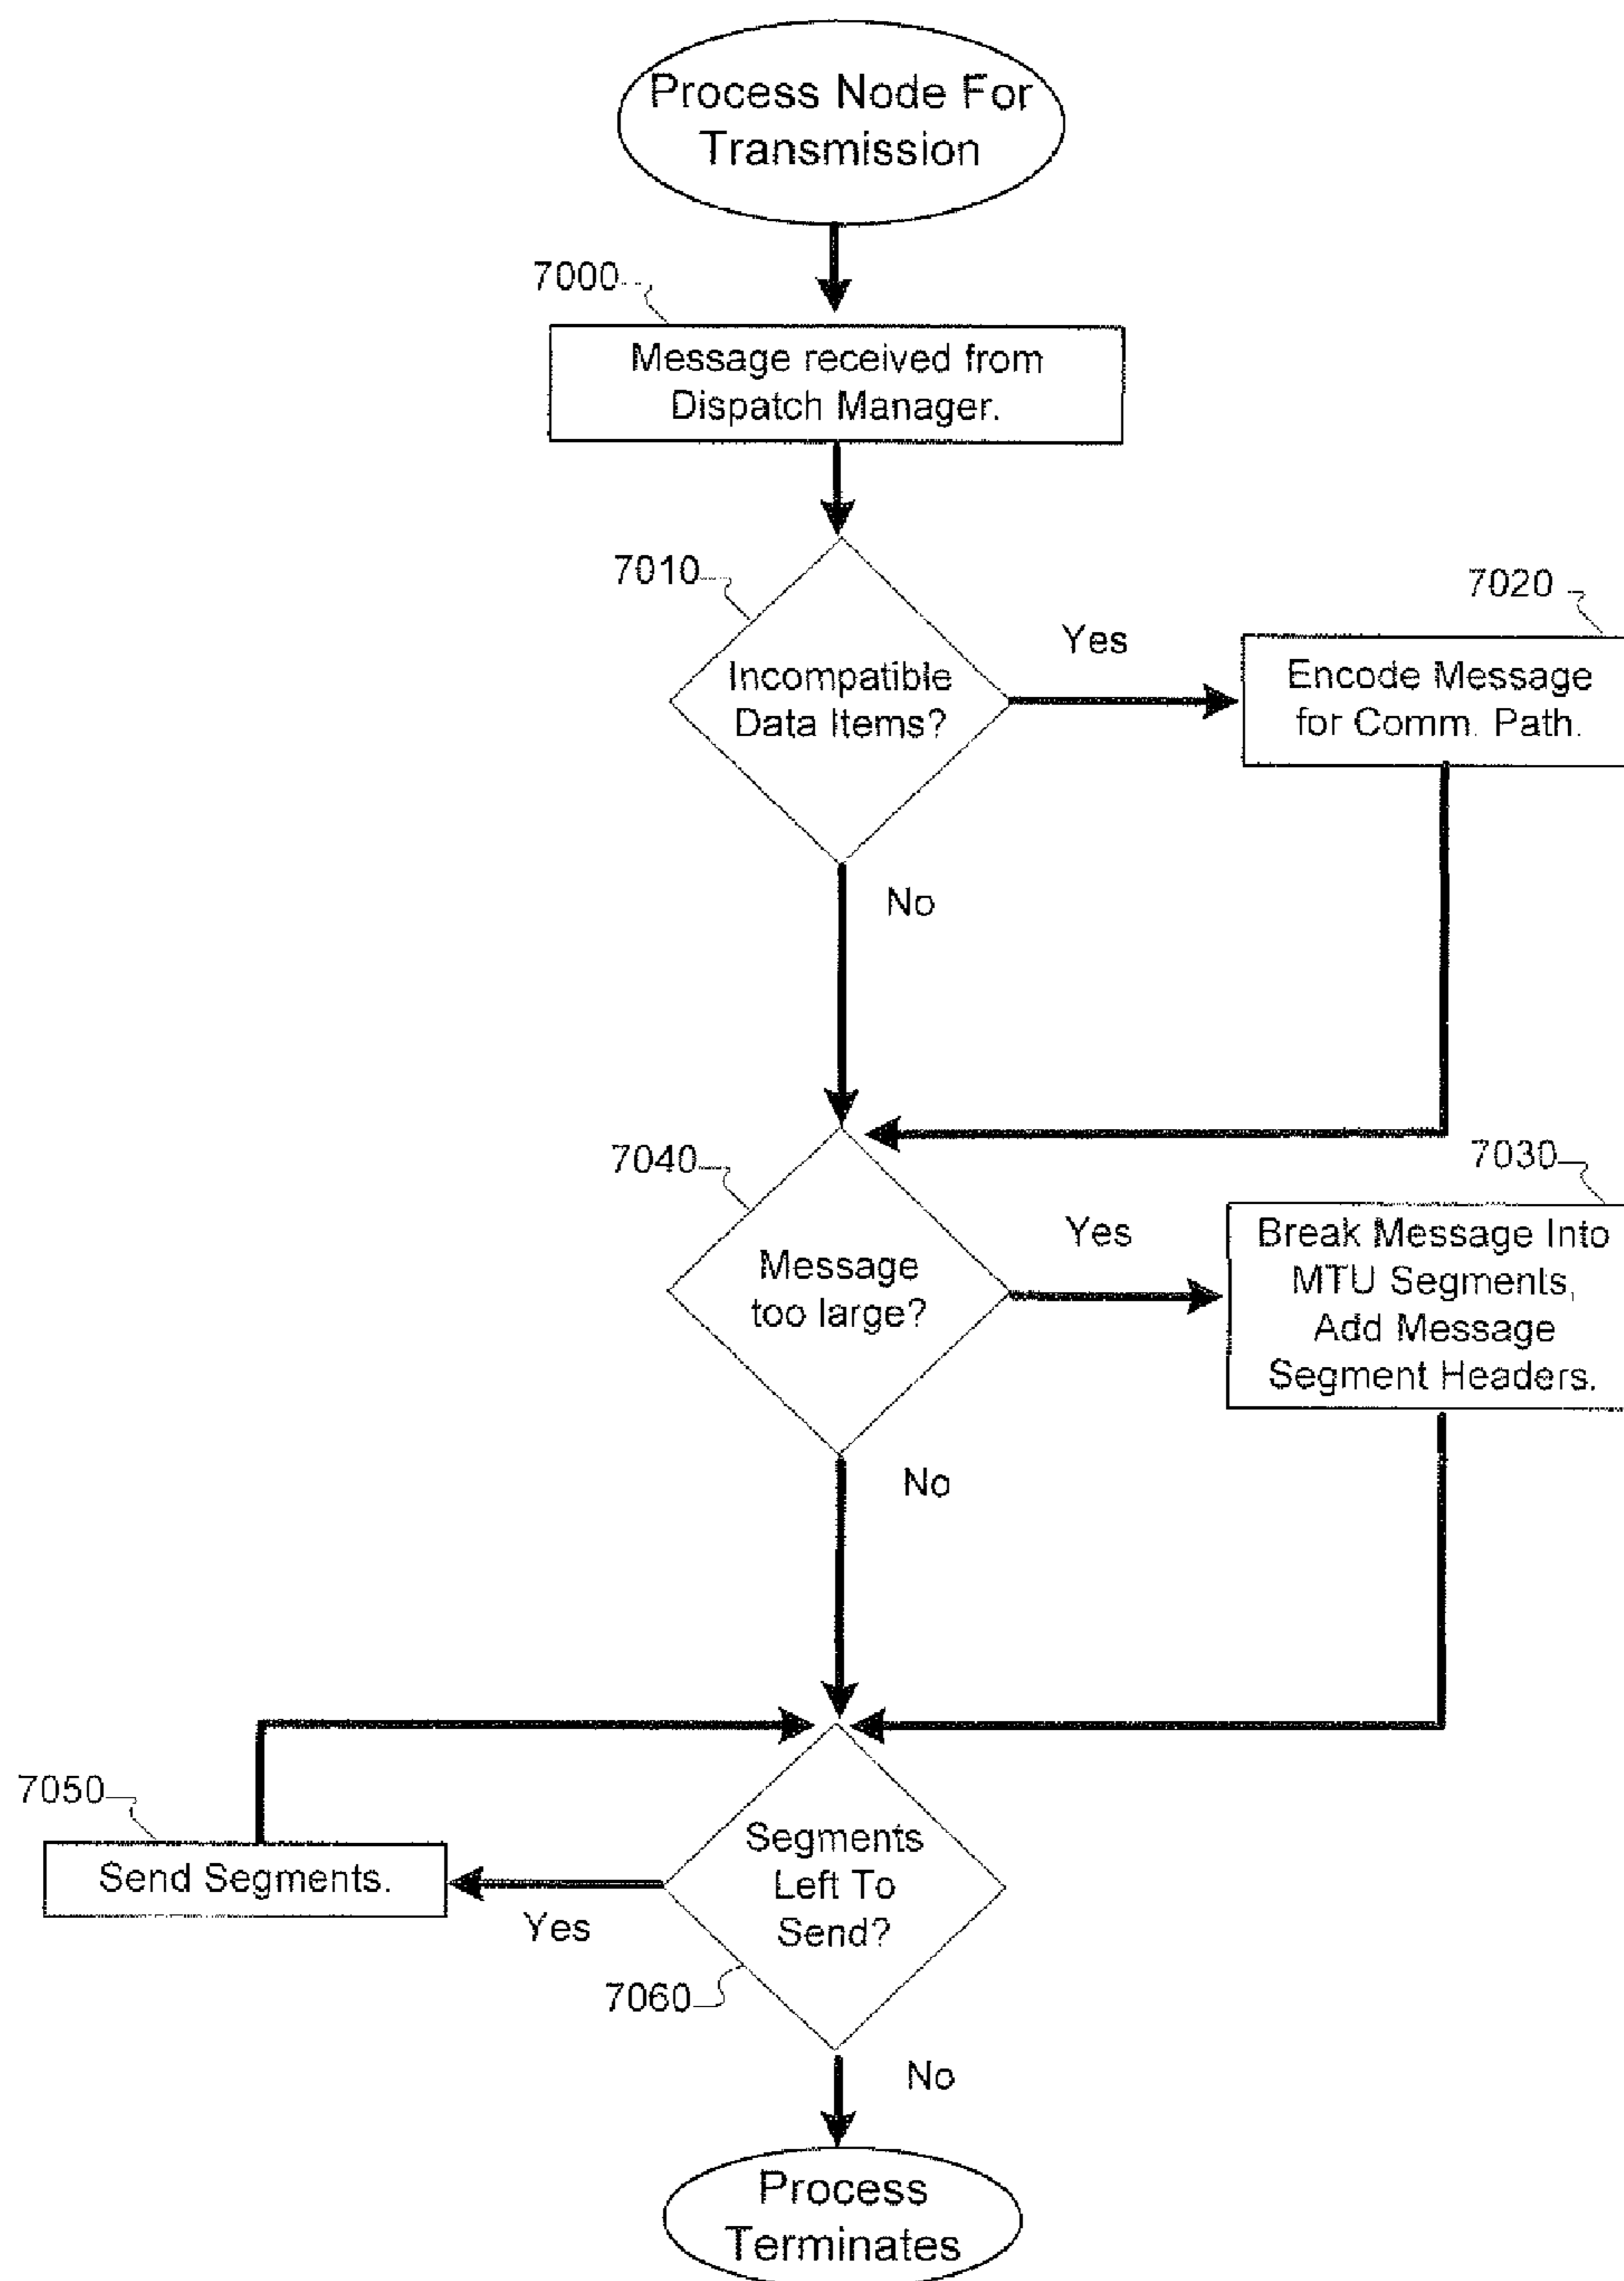 Process Node For
Transmission
7000
Message received from
Dispatch Manager.
7010
Incompatible
Data Items?
Yes
7020
Encode Message
for Comm. Path.
No
7040
Message
too large?
Yes
7030
Break Message Into
MTU Segments,
Add Message
Segment Headers.
No
7050
Send Segments.
Yes
Segments
Left To
Send?
7060
No
Process
Terminates